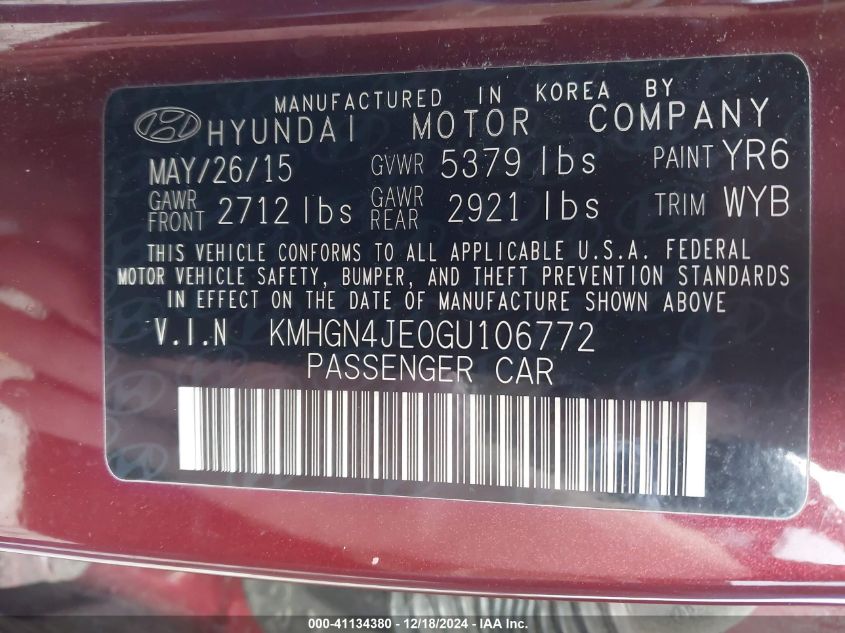 MANUFACTURED IN KOREA BY
HYUNDAI MOTOR COMPANY
MAY/26/15 GVWR 5379 lbs PAINT YR6
GAWR FRONT 2712 lbs GAWR REAR 2921 lbs TRIM WYB
THIS VEHICLE CONFORMS TO ALL APPLICABLE U.S.A. FEDERAL
MOTOR VEHICLE SAFETY, BUMPER, AND THEFT PREVENTION STANDARDS
IN EFFECT ON THE DATE OF MANUFACTURE SHOWN ABOVE
V.I.N KMHGN4JE0GU106772
PASSENGER CAR
000-41134380 - 12/18/2024 - IAA Inc.